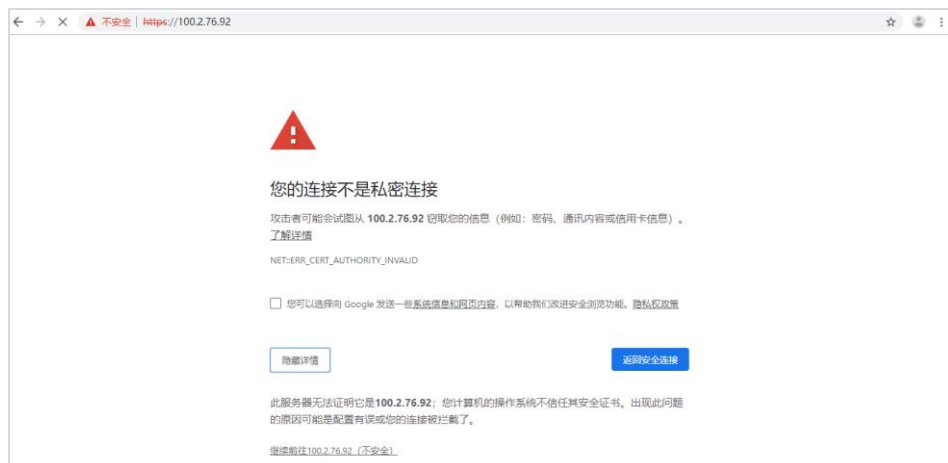 不安全 | https://100.2.76.92
您的连接不是私密连接
攻击者可能会试图从 100.2.76.92 窃取您的信息（例如：密码、通讯内容或信用卡信息）。
了解详情
NET::ERR_CERT_AUTHORITY_INVALID
您可以选择向 Google 发送一些系统信息和网页内容，以帮助我们改进安全浏览功能。隐私权政策
隐藏详情
返回安全连接
此服务器无法证明它是100.2.76.92；您计算机的操作系统不信任其安全证书。出现此问题
的原因可能是配置有误或您的连接被拦截了。
继续前往100.2.76.92（不安全）